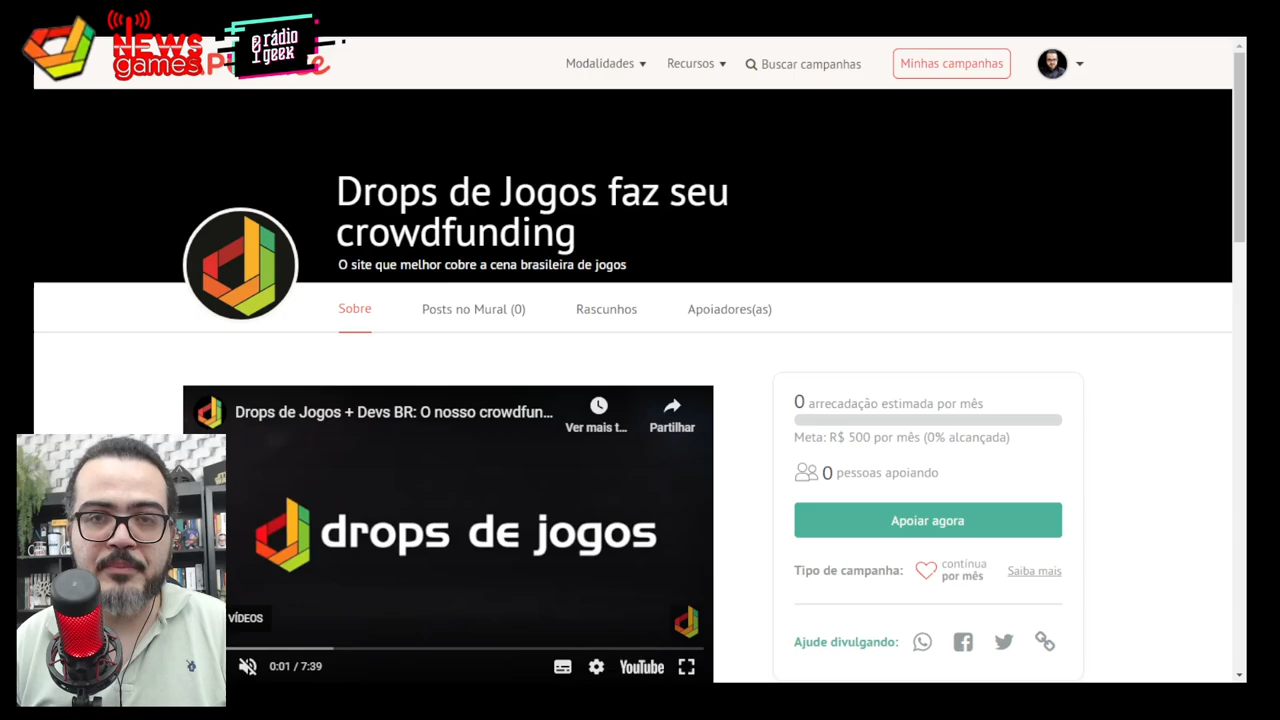 NEWS
games
rádio
geek
Modalidades
Recursos
Buscar campanhas
Minhas campanhas
Drops de Jogos faz seu
crowdfunding
O site que melhor cobre a cena brasileira de jogos
Sobre
Posts no Mural (0)
Rascunhos
Apoiadores(as)
Drops de Jogos + Devs BR: O nosso crowdfun...
Ver mais t...
Partilhar
drops de jogos
VÍDEOS
0:01 / 7:39
YouTube
0 arrecadação estimada por mês
Meta: R$ 500 por mês (0% alcançada)
0 pessoas apoiando
Apoiar agora
Tipo de campanha:
contínua
por mês
Saiba mais
Ajude divulgando: